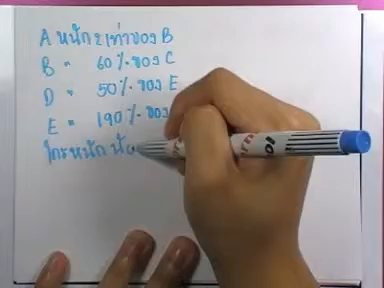 A หนัก 2 เท่าของ B
B " 60% ของ C
D " 50% ของ E
E " 190% ของ
ใครหนัก